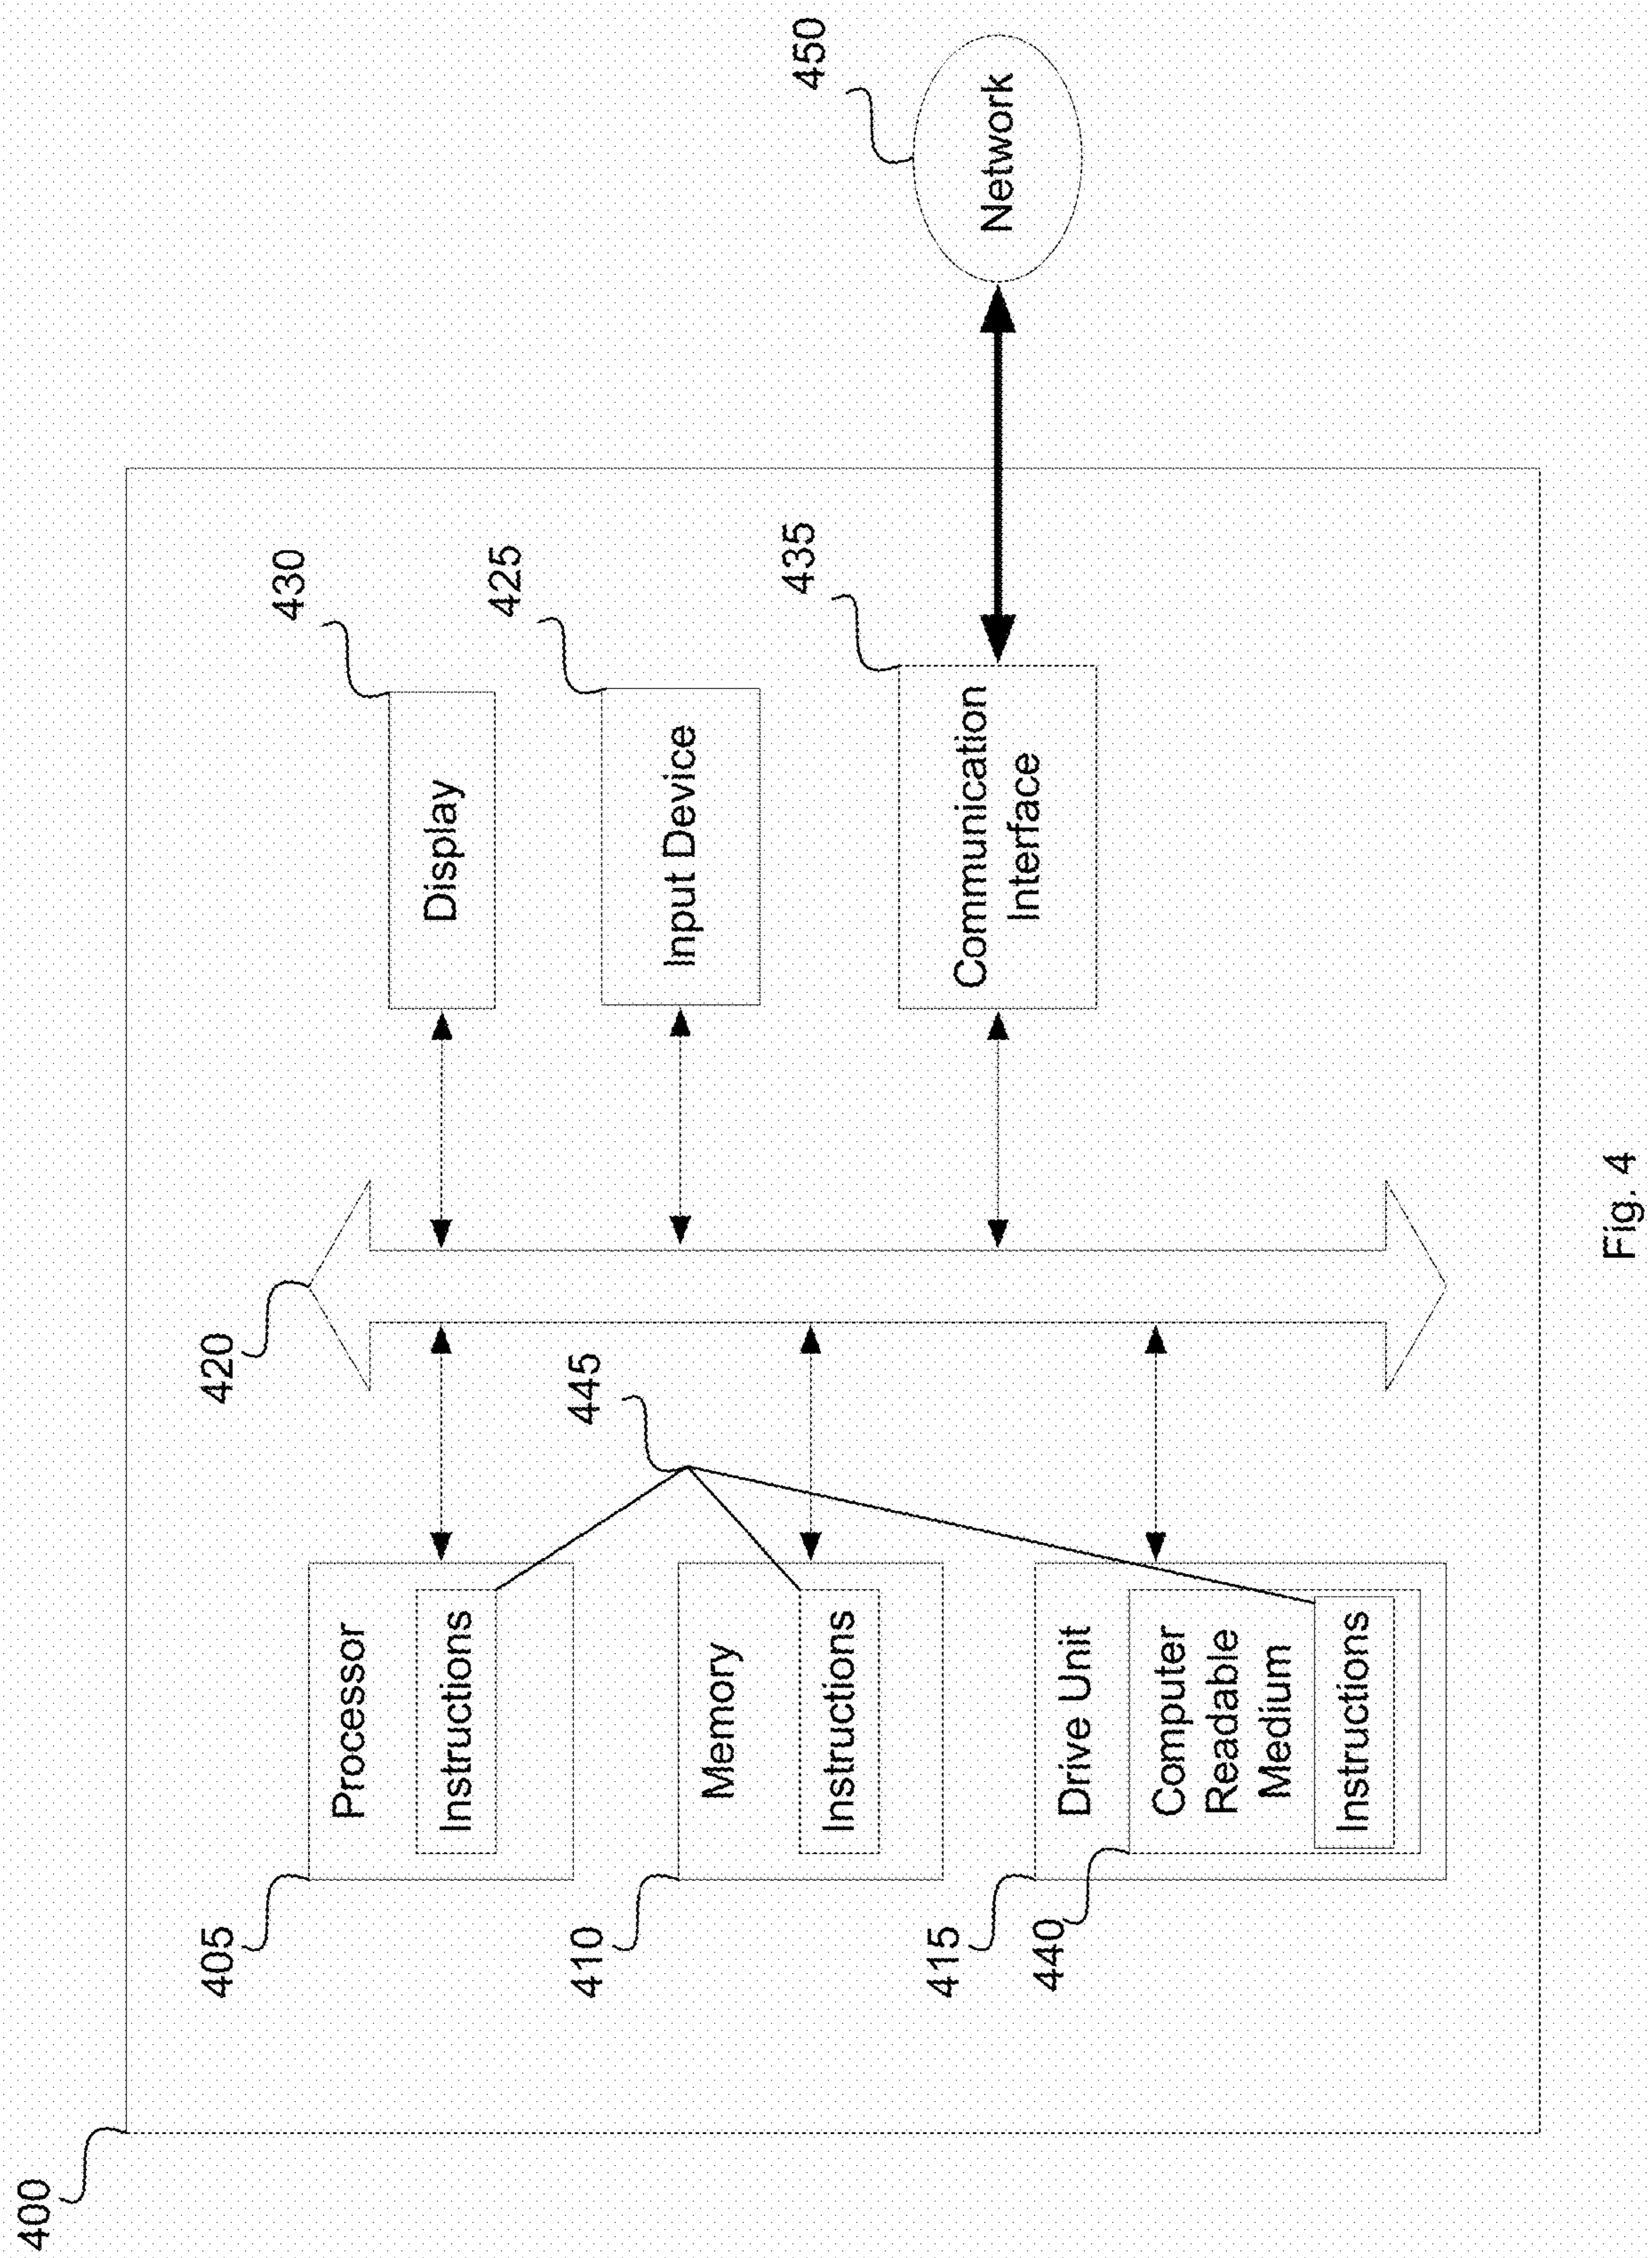 400
405
Processor
Instructions
410
Memory
Instructions
415
Drive Unit
440
Computer
Readable
Medium
Instructions
420
445
430
Display
425
Input Device
435
Communication
Interface
450
Network
Fig. 4